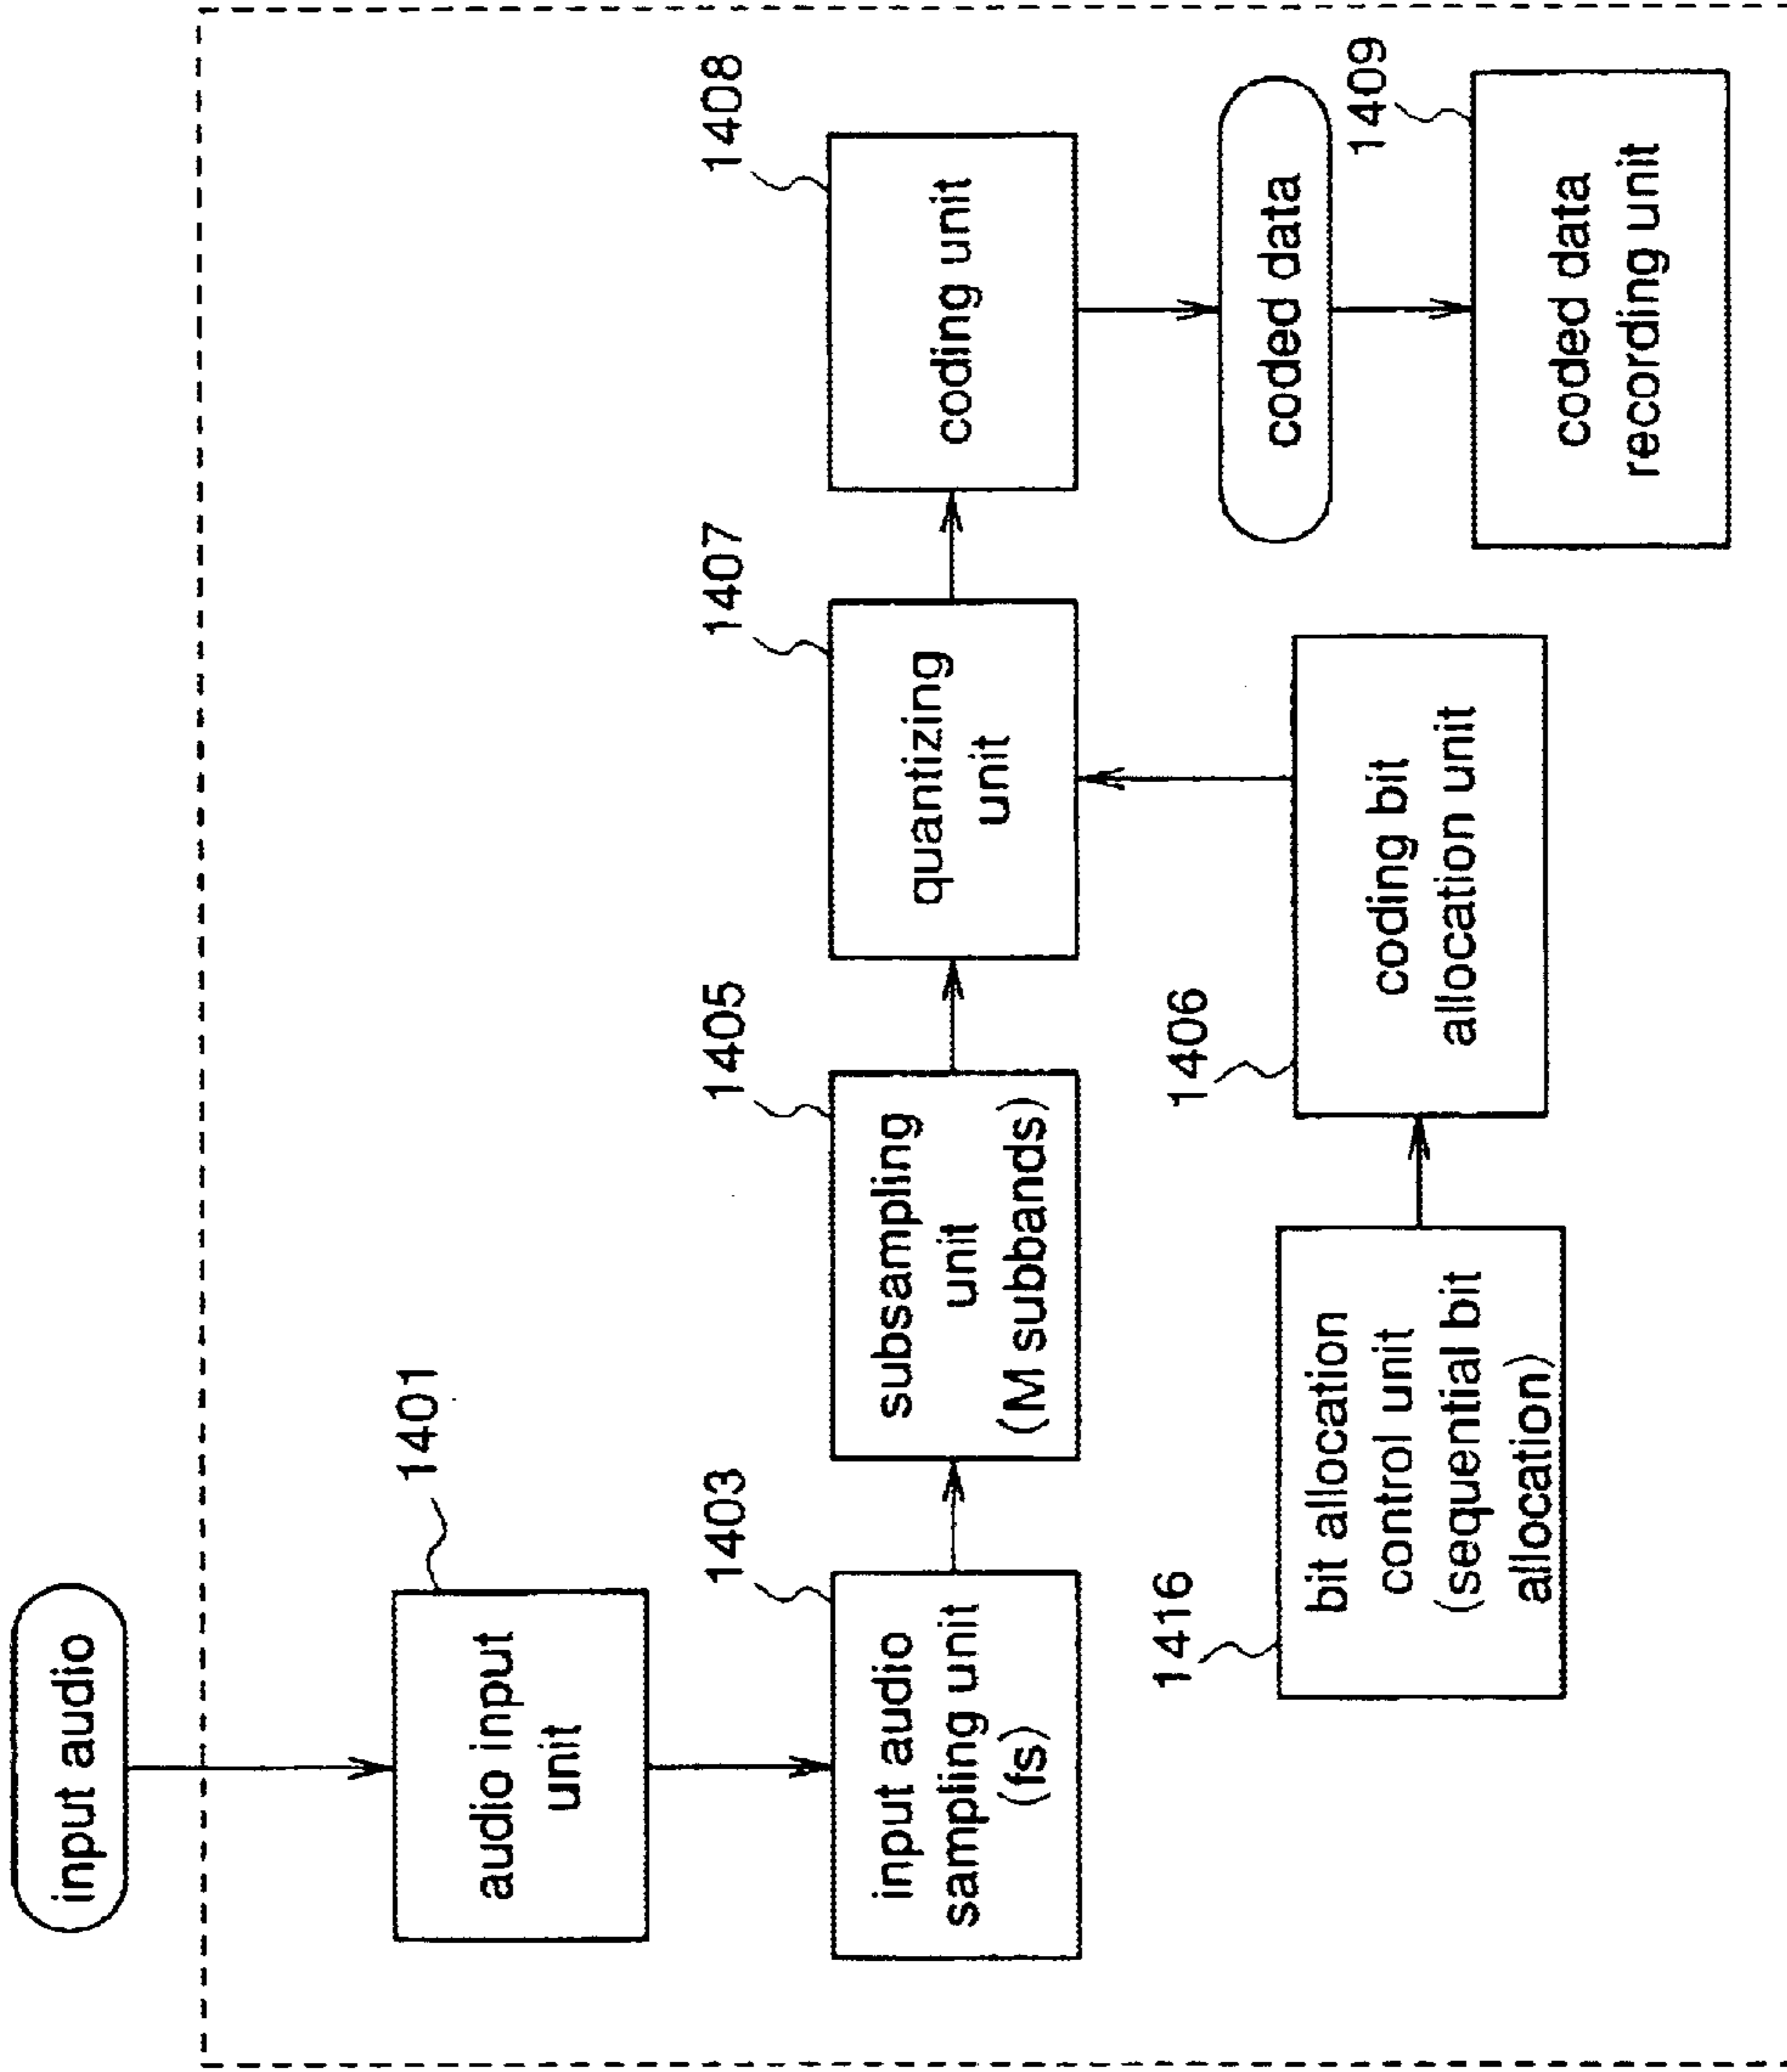 input audio
1401
audio input
unit
1403
input audio
sampling unit
(fs)
1405
subsampling
unit
(M subbands)
1407
quantizing
unit
1408
coding unit
1416
bit allocation
control unit
(sequential bit
allocation)
1406
coding bit
allocation unit
coded data
1409
coded data
recording unit